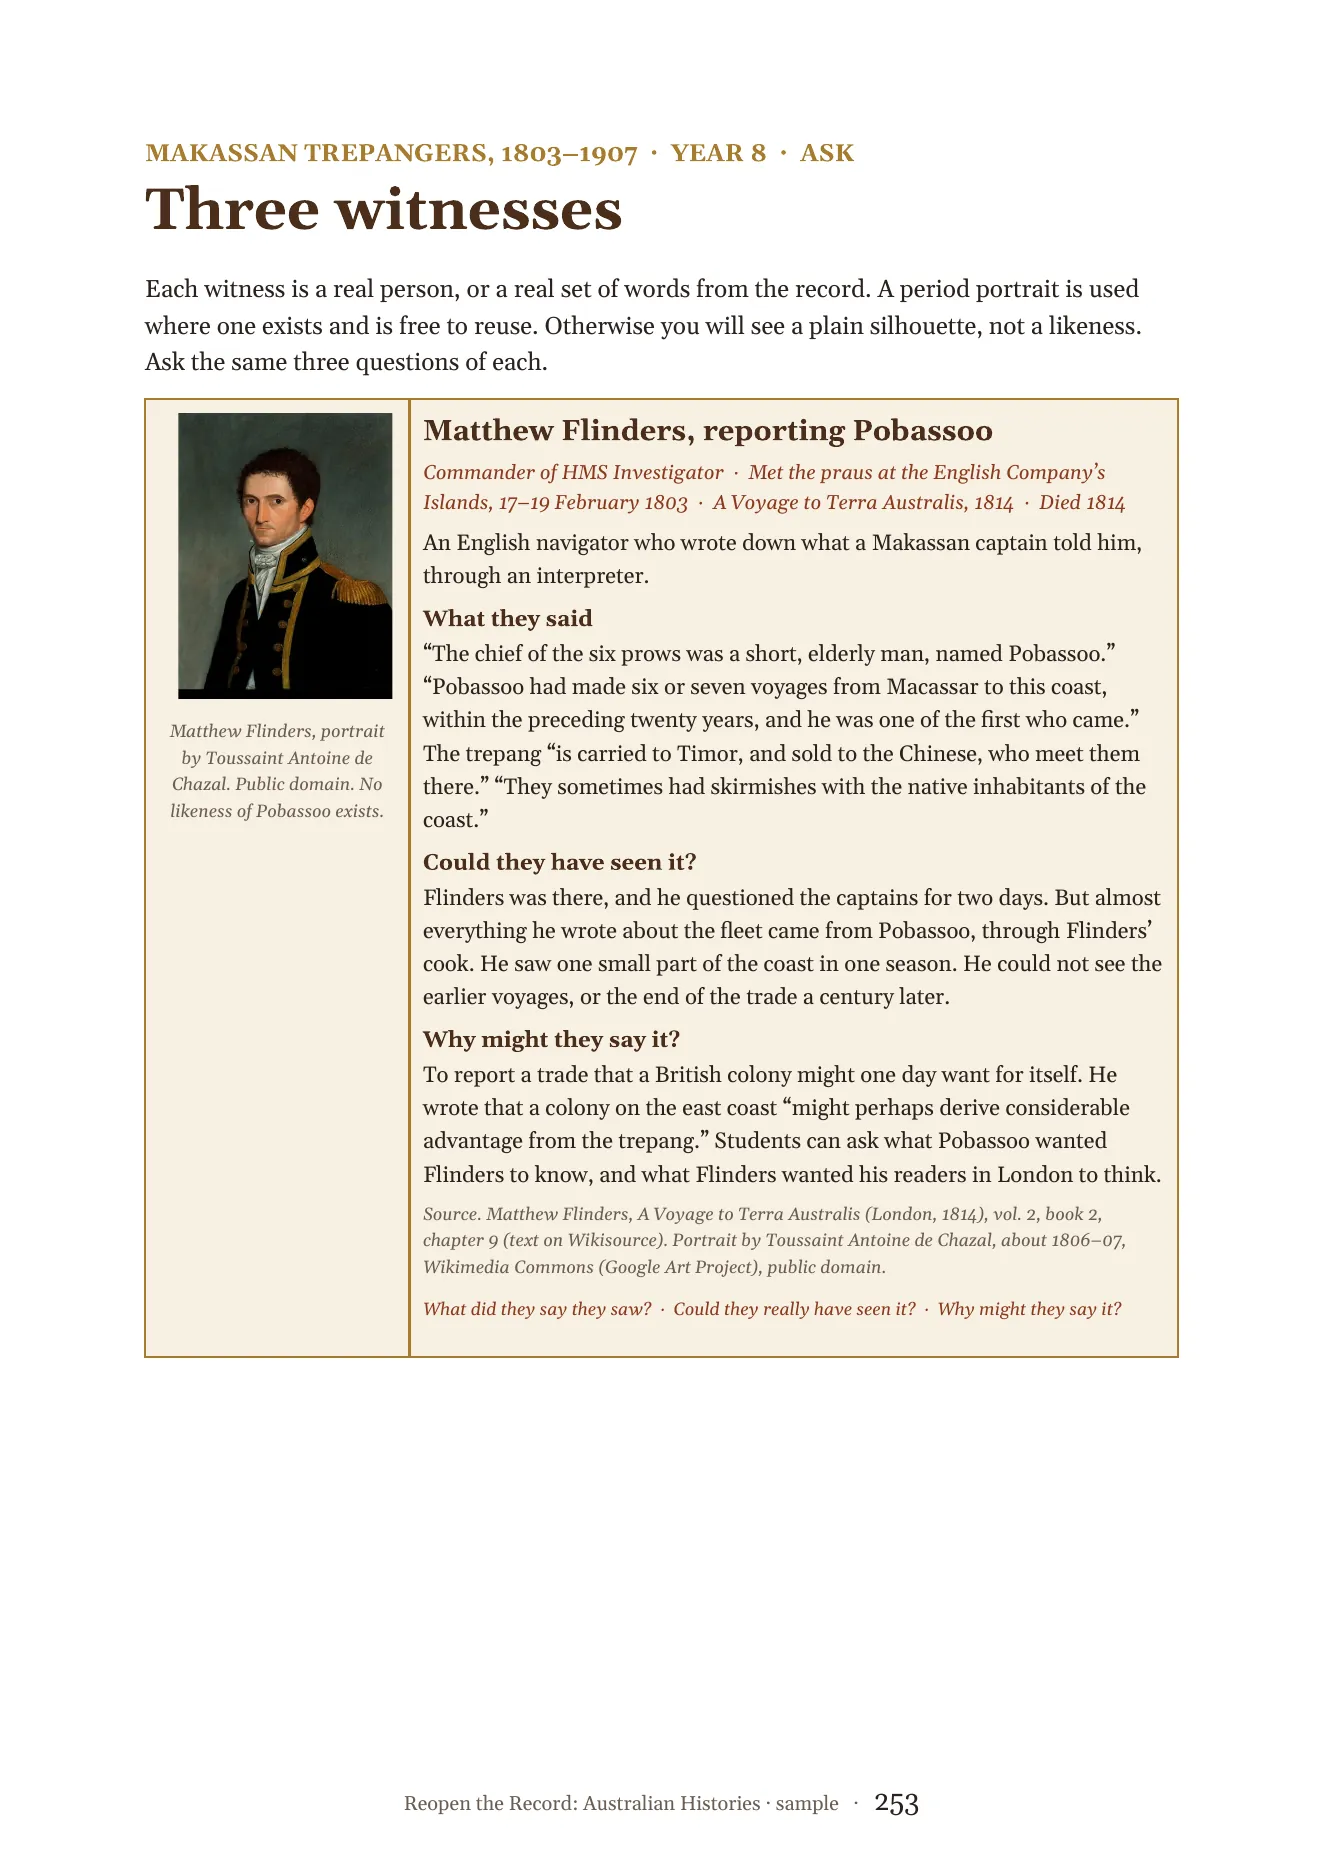 MAKASSAN TREPANGERS, 1803–1907 · YEAR 8 · ASK
Three witnesses
Each witness is a real person, or a real set of words from the record. A period portrait is used
where one exists and is free to reuse. Otherwise you will see a plain silhouette, not a likeness.
Ask the same three questions of each.
Matthew Flinders, portrait
by Toussaint Antoine de
Chazal. Public domain. No
likeness of Pobassoo exists.
Matthew Flinders, reporting Pobassoo
Commander of HMS Investigator · Met the praus at the English Company’s
Islands, 17–19 February 1803 · A Voyage to Terra Australis, 1814 · Died 1814
An English navigator who wrote down what a Makassan captain told him,
through an interpreter.
What they said
“The chief of the six prows was a short, elderly man, named Pobassoo.”
“Pobassoo had made six or seven voyages from Macassar to this coast,
within the preceding twenty years, and he was one of the first who came.”
The trepang “is carried to Timor, and sold to the Chinese, who meet them
there.” “They sometimes had skirmishes with the native inhabitants of the
coast.”
Could they have seen it?
Flinders was there, and he questioned the captains for two days. But almost
everything he wrote about the fleet came from Pobassoo, through Flinders’
cook. He saw one small part of the coast in one season. He could not see the
earlier voyages, or the end of the trade a century later.
Why might they say it?
To report a trade that a British colony might one day want for itself. He
wrote that a colony on the east coast “might perhaps derive considerable
advantage from the trepang.” Students can ask what Pobassoo wanted
Flinders to know, and what Flinders wanted his readers in London to think.
Source. Matthew Flinders, A Voyage to Terra Australis (London, 1814), vol. 2, book 2,
chapter 9 (text on Wikisource). Portrait by Toussaint Antoine de Chazal, about 1806–07,
Wikimedia Commons (Google Art Project), public domain.
What did they say they saw? · Could they really have seen it? · Why might they say it?
Reopen the Record: Australian Histories · sample · 253